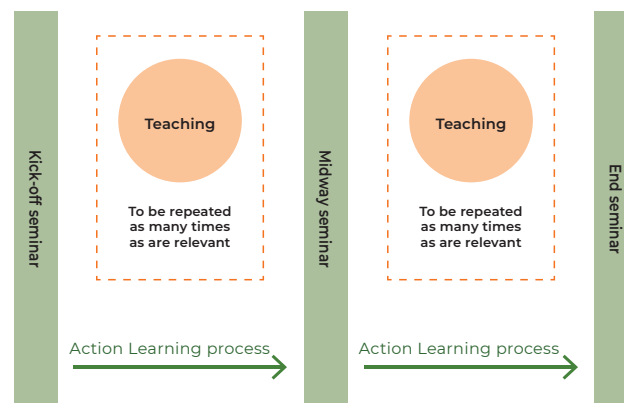 Kick-off seminar
Teaching
To be repeated
as many times
as are relevant
Action Learning process
Midway seminar
Teaching
To be repeated
as many times
as are relevant
Action Learning process
End seminar